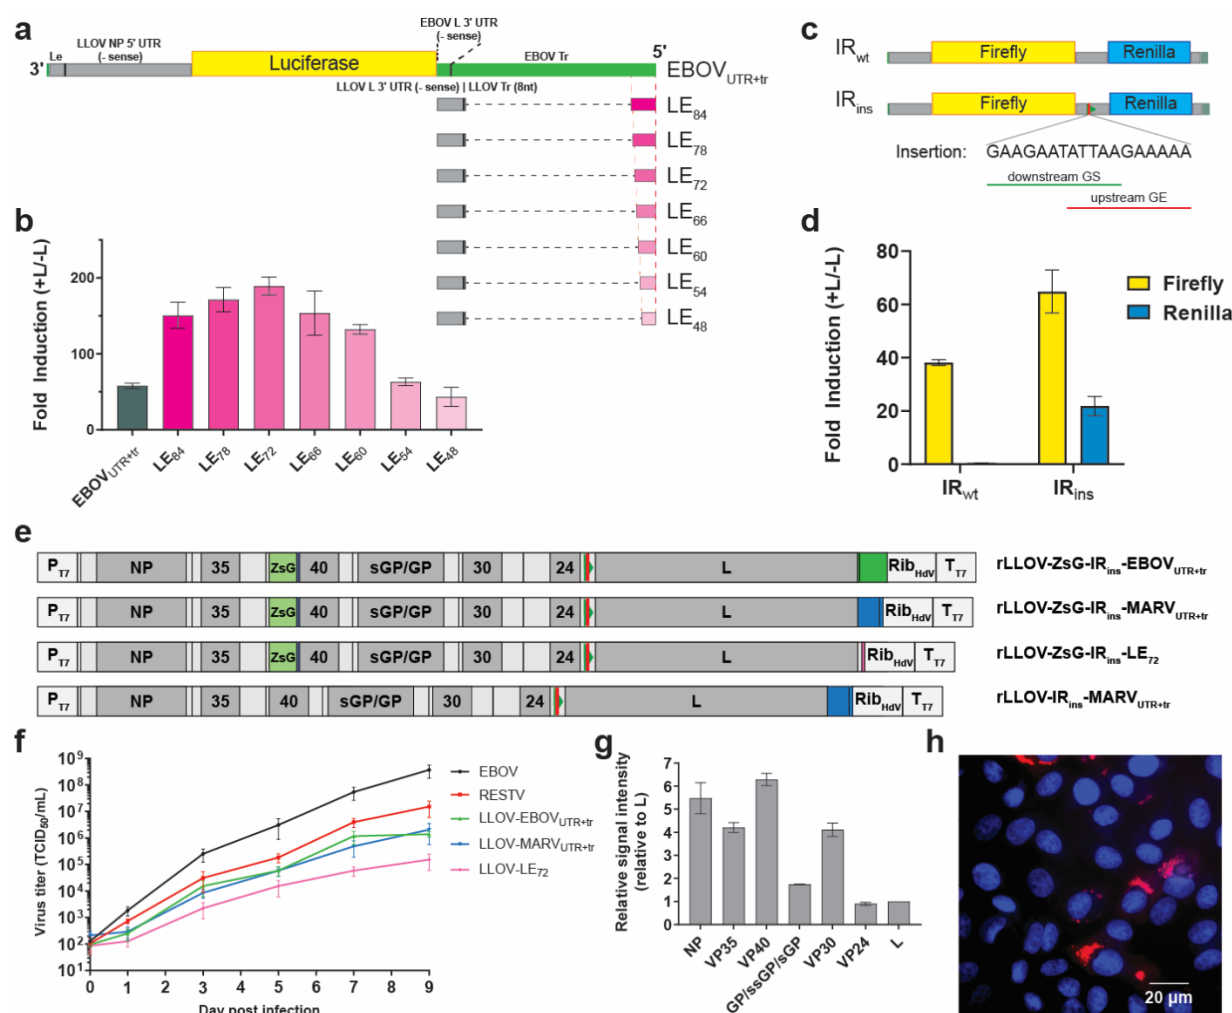 a
EBOV L 3' UTR
(- sense)
LLOV NP 5' UTR
(- sense)
Le
5'
3'
Luciferase
EBOV Tr
EBOV UTR+tr
LLOV L 3' UTR (- sense) | LLOV Tr (8nt)
LE84
LE78
LE72
LE66
LE60
LE54
LE48
b
Fold Induction (+L/-L)
200
150
100
50
0
EBOV UTR+tr
LE84
LE78
LE72
LE66
LE60
LE54
LE48
c
IRwt
Firefly
Renilla
IRins
Firefly
Renilla
Insertion: GAAGAATATTAAGAAAAA
downstream GS
upstream GE
d
Fold Induction (+L/-L)
80
60
40
20
0
IRwt
IRins
Firefly
Renilla
e
PT7 NP 35 ZsG 40 sGP/GP 30 24 L RibHdV TT7 rLLOV-ZsG-IRins-EBOVUTR+tr
PT7 NP 35 ZsG 40 sGP/GP 30 24 L RibHdV TT7 rLLOV-ZsG-IRins-MARVUTR+tr
PT7 NP 35 ZsG 40 sGP/GP 30 24 L RibHdV TT7 rLLOV-ZsG-IRins-LE72
PT7 NP 35 40 sGP/GP 30 24 L RibHdV TT7 rLLOV-IRins-MARVUTR+tr
f
Virus titer (TCID50/mL)
10⁹
10⁸
10⁷
10⁶
10⁵
10⁴
10³
10²
10¹
0 1 3 5 7 9
Day post infection
EBOV
RESTV
LLOV-EBOVUTR+tr
LLOV-MARVUTR+tr
LLOV-LE72
g
Relative signal intensity
(relative to L)
7
6
5
4
3
2
1
0
NP
VP35
VP40
GP/ssGP/sGP
VP30
VP24
L
h
20 µm